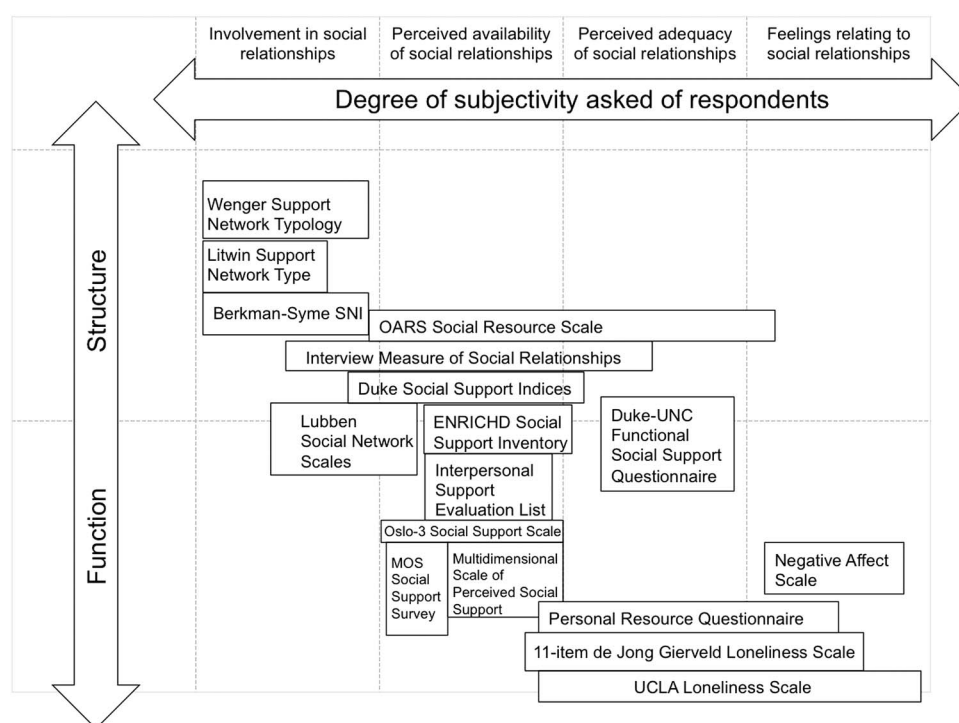 Involvement in social
relationships
Perceived availability
of social relationships
Perceived adequacy
of social relationships
Feelings relating to
social relationships
Degree of subjectivity asked of respondents
Structure
Function
Wenger Support
Network Typology
Litwin Support
Network Type
Berkman-Syme SNI
OARS Social Resource Scale
Interview Measure of Social Relationships
Duke Social Support Indices
Lubben
Social Network
Scales
ENRICHD Social
Support Inventory
Duke-UNC
Functional
Social Support
Questionnaire
Interpersonal
Support
Evaluation List
Oslo-3 Social Support Scale
MOS
Social
Support
Survey
Multidimensional
Scale of
Perceived Social
Support
Negative Affect
Scale
Personal Resource Questionnaire
11-item de Jong Gierveld Loneliness Scale
UCLA Loneliness Scale